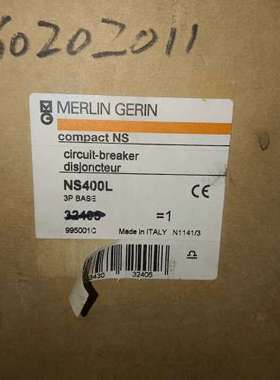 60202011
MERLIN GERIN
compact NS
circuit-breaker
disjoncteur
NS400L
3P BASE
32405 =1
995001C Made in ITALY N1141/3
3430 32405